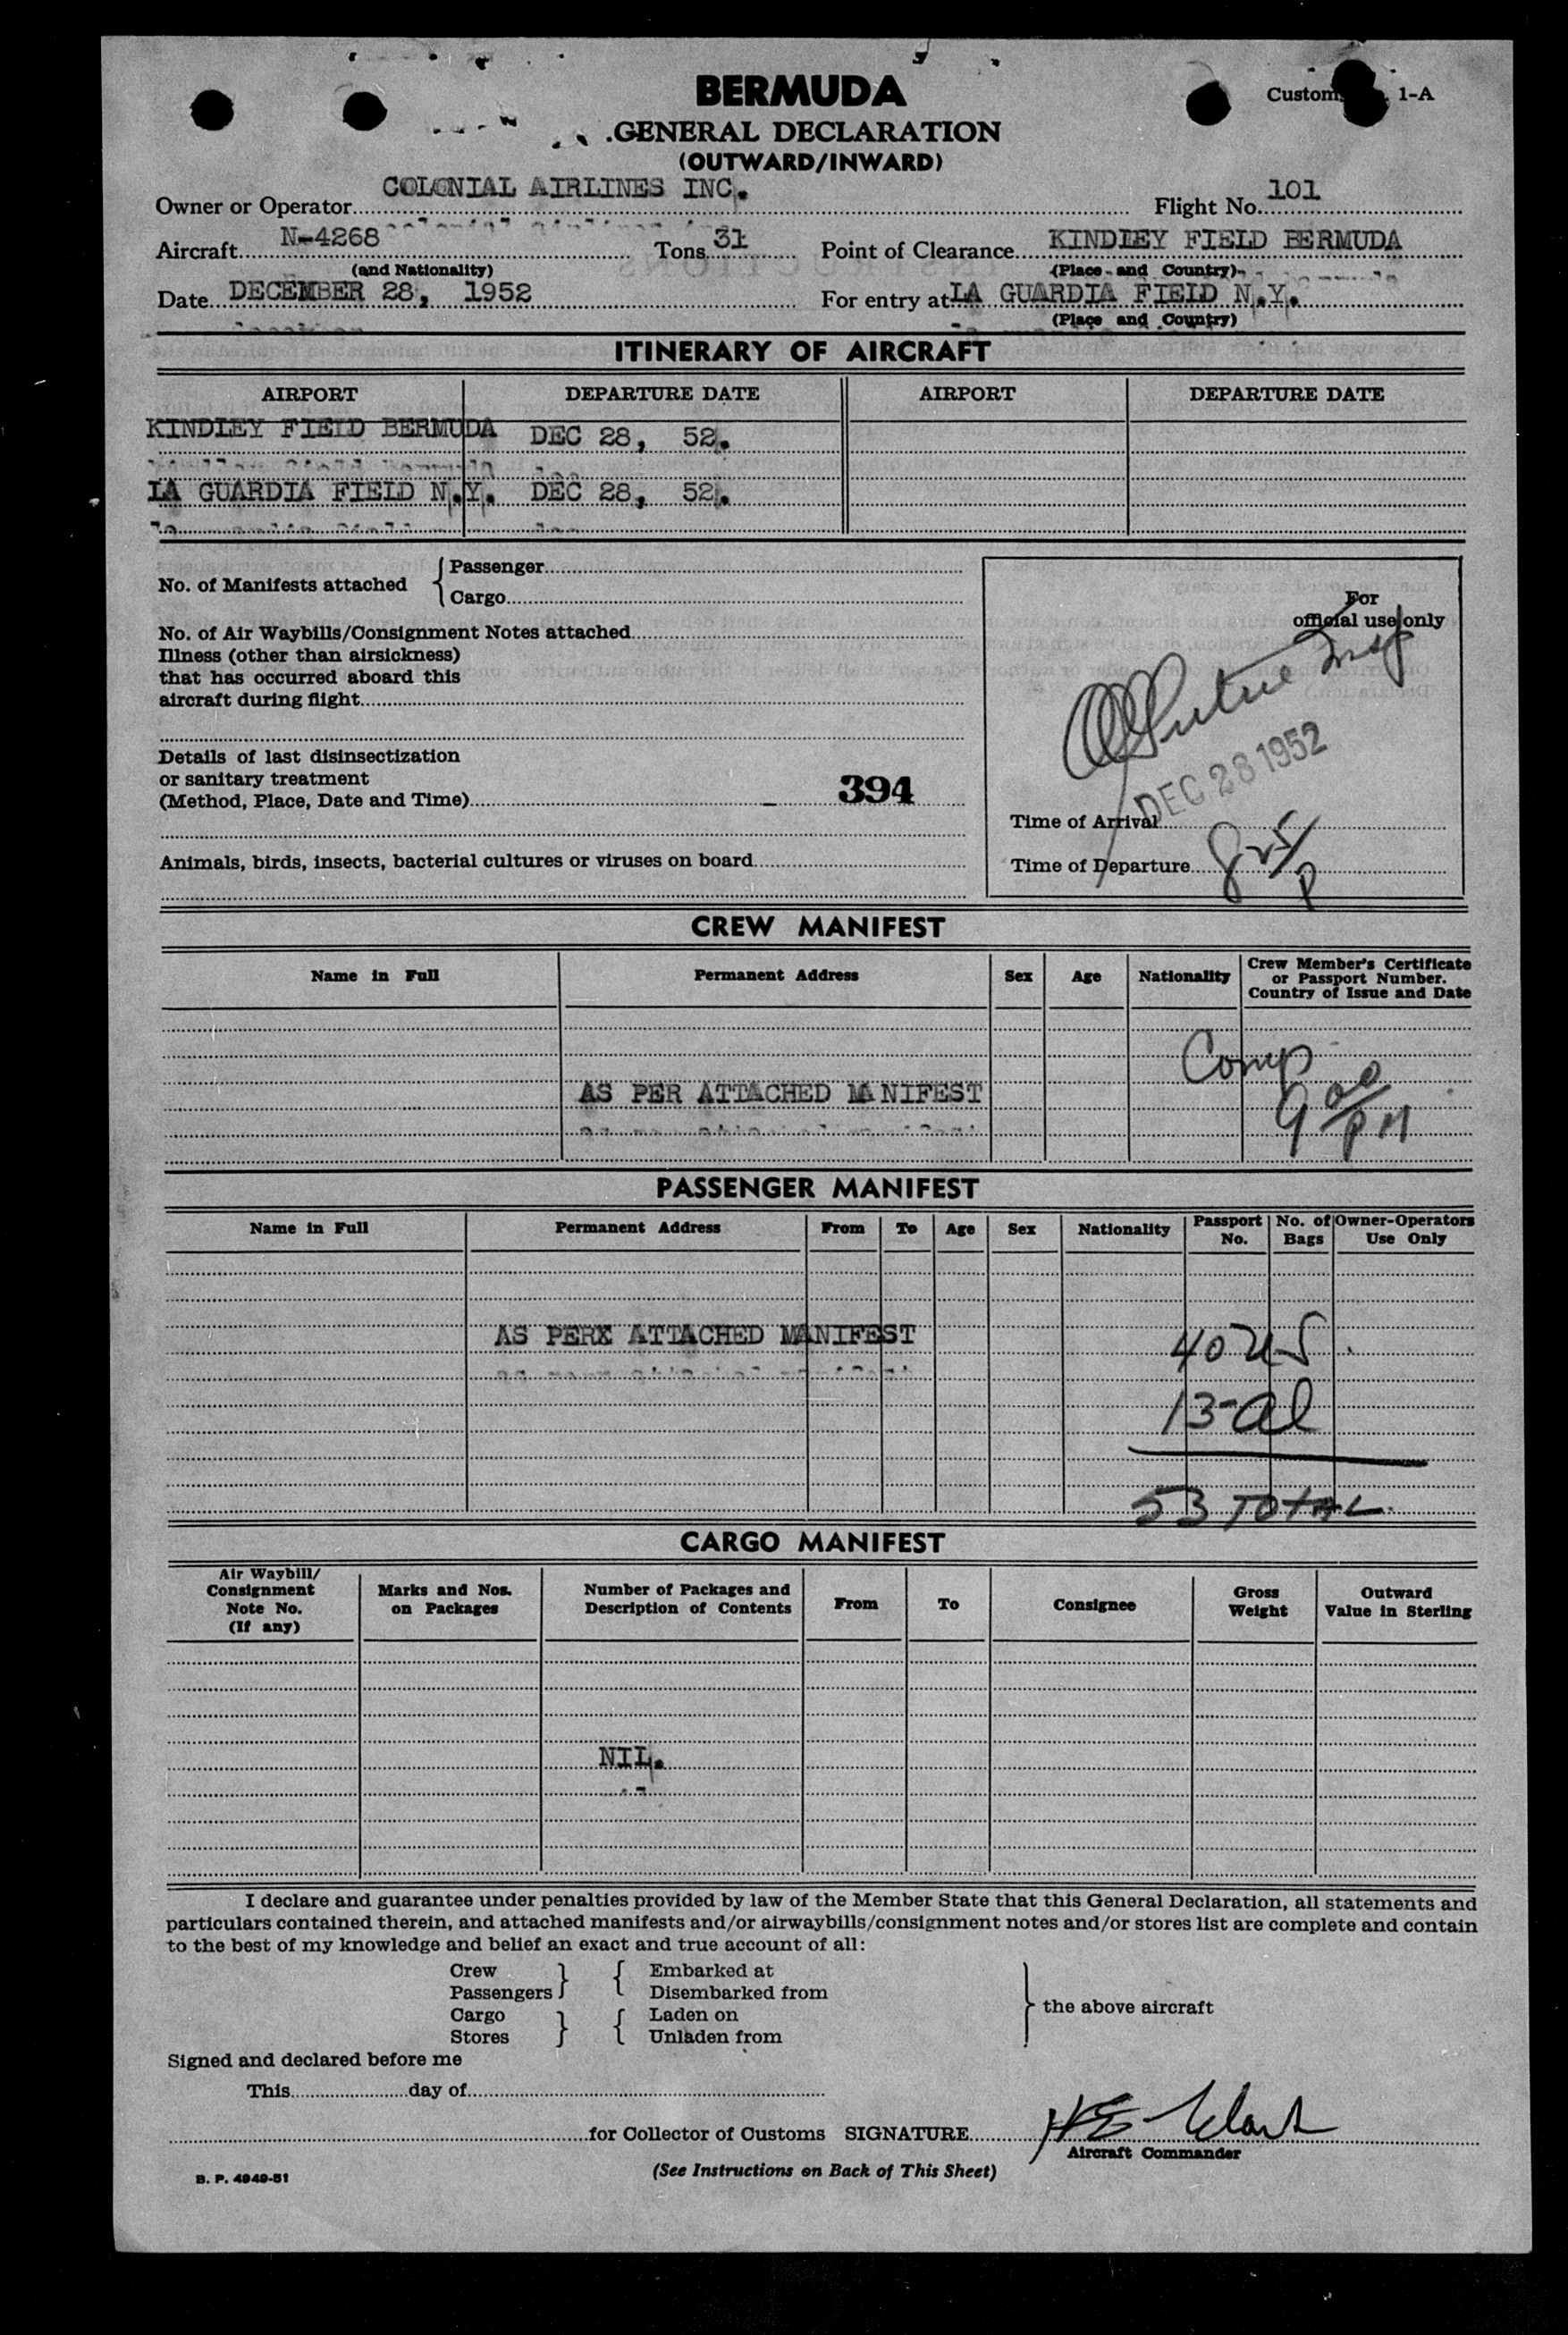 BERMUDA
Custom 1-A
GENERAL DECLARATION
(OUTWARD/INWARD)
Owner or Operator COLONIAL AIRLINES INC. Flight No. 101
Aircraft N-4268 Tons 31 Point of Clearance KINDLEY FIELD BERMUDA
(and Nationality) (Place and Country)
Date DECEMBER 28, 1952 For entry at LA GUARDIA FIELD N.Y.
(Place and Country)
ITINERARY OF AIRCRAFT
AIRPORT DEPARTURE DATE AIRPORT DEPARTURE DATE
KINDLEY FIELD BERMUDA DEC 28, 52.
LA GUARDIA FIELD N.Y. DEC 28, 52.
No. of Manifests attached { Passenger
Cargo
For
official use only
No. of Air Waybills/Consignment Notes attached
Illness (other than airsickness)
that has occurred aboard this
aircraft during flight
Details of last disinsectization
or sanitary treatment
(Method, Place, Date and Time) 394
DEC 28 1952
Time of Arrival
Animals, birds, insects, bacterial cultures or viruses on board
Time of Departure 825/P
CREW MANIFEST
Name in Full Permanent Address Sex Age Nationality Crew Member's Certificate
or Passport Number.
Country of Issue and Date
Comp
AS PER ATTACHED MANIFEST
9 00/PM
PASSENGER MANIFEST
Name in Full Permanent Address From To Age Sex Nationality Passport No. No. of Bags Owner-Operators Use Only
AS PERX ATTACHED MANIFEST
40 US
13-al
53 TOTAL
CARGO MANIFEST
Air Waybill/
Consignment
Note No.
(If any)
Marks and Nos.
on Packages
Number of Packages and
Description of Contents
From To Consignee
Gross
Weight
Outward
Value in Sterling
NIL.
I declare and guarantee under penalties provided by law of the Member State that this General Declaration, all statements and
particulars contained therein, and attached manifests and/or airwaybills/consignment notes and/or stores list are complete and contain
to the best of my knowledge and belief an exact and true account of all:
Crew } { Embarked at
Passengers Disembarked from
} the above aircraft
Cargo } { Laden on
Stores Unladen from
Signed and declared before me
This day of
for Collector of Customs SIGNATURE HE Clark
Aircraft Commander
B. P. 4949-51
(See Instructions on Back of This Sheet)